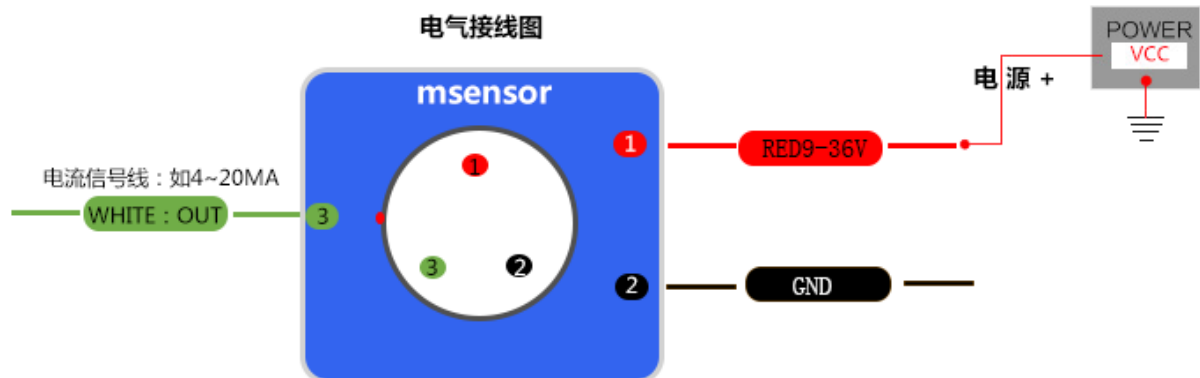 电气接线图
POWER
VCC
电 源 +
msensor
1
RED9-36V
1
电流信号线：如4~20MA
WHITE：OUT
3
3
2
2
GND